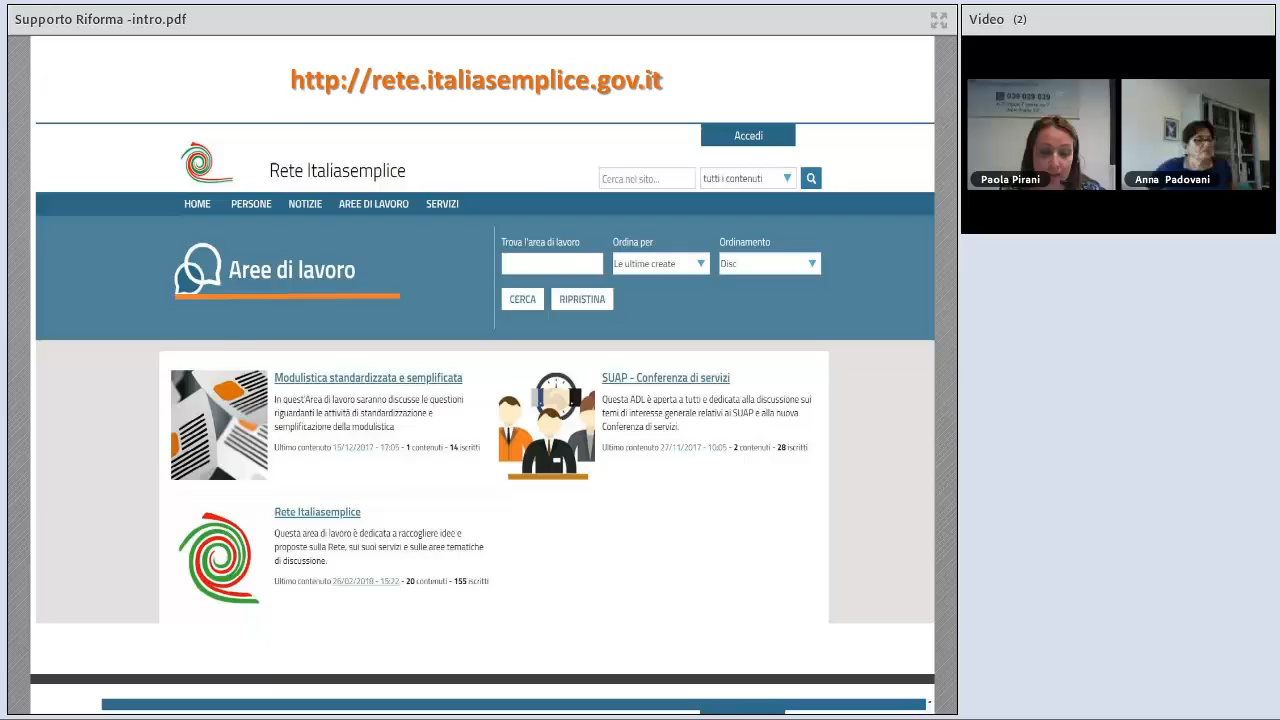 Supporto Riforma -intro.pdf
Video (2)
http://rete.italiasemplice.gov.it
Accedi
Rete Italiasemplice
Cerca nel sito...
tutti i contenuti
HOME PERSONE NOTIZIE AREE DI LAVORO SERVIZI
Aree di lavoro
Trova l'area di lavoro
Ordina per
Ordinamento
Le ultime create
Disc
CERCA
RIPRISTINA
Modulistica standardizzata e semplificata
In quest'Area di lavoro saranno discusse le questioni
riguardanti le attività di standardizzazione e
semplificazione della modulistica
Ultimo contenuto 15/12/2017 - 17:05 - 1 contenuti - 14 iscritti
SUAP - Conferenza di servizi
Questa ADL è aperta a tutti e dedicata alla discussione sui
temi di interesse generale relativi ai SUAP e alla nuova
Conferenza di servizi.
Ultimo contenuto 27/11/2017 - 10:05 - 2 contenuti - 28 iscritti
Rete Italiasemplice
Questa area di lavoro è dedicata a raccogliere idee e
proposte sulla Rete, sui suoi servizi e sulle aree tematiche
di discussione.
Ultimo contenuto 26/02/2018 - 15:22 - 20 contenuti - 155 iscritti
039 039 039
Paola Pirani
Anna Padovani